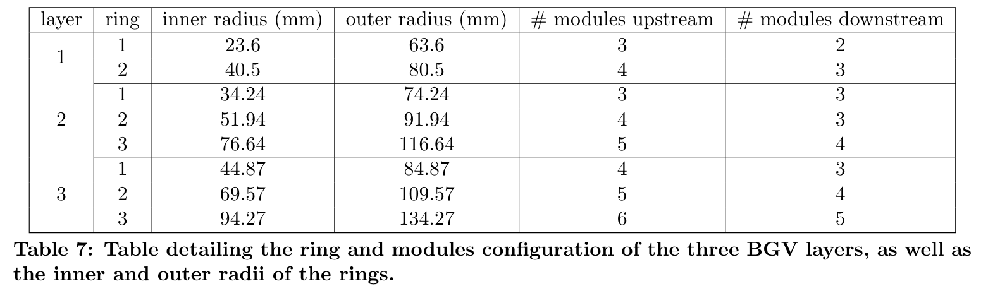 layer ring inner radius (mm) outer radius (mm) # modules upstream # modules downstream
1 1 23.6 63.6 3 2
2 40.5 80.5 4 3
2 1 34.24 74.24 3 3
2 51.94 91.94 4 3
3 76.64 116.64 5 4
3 1 44.87 84.87 4 3
2 69.57 109.57 5 4
3 94.27 134.27 6 5
Table 7: Table detailing the ring and modules configuration of the three BGV layers, as well as
the inner and outer radii of the rings.